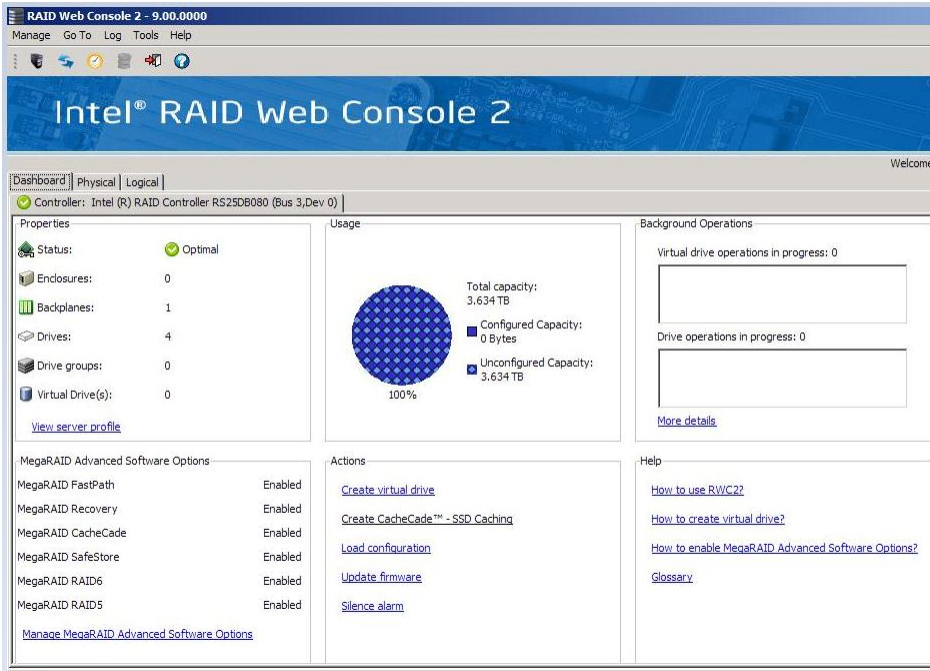 RAID Web Console 2 - 9.00.0000
Manage Go To Log Tools Help
Intel® RAID Web Console 2
Welcome
Dashboard Physical Logical
Controller: Intel (R) RAID Controller RS25DB080 (Bus 3,Dev 0)
Properties
Status: Optimal
Enclosures: 0
Backplanes: 1
Drives: 4
Drive groups: 0
Virtual Drive(s): 0
View server profile
Usage
100%
Total capacity:
3.634 TB
Configured Capacity:
0 Bytes
Unconfigured Capacity:
3.634 TB
Background Operations
Virtual drive operations in progress: 0
Drive operations in progress: 0
More details
MegaRAID Advanced Software Options
MegaRAID FastPath Enabled
MegaRAID Recovery Enabled
MegaRAID CacheCade Enabled
MegaRAID SafeStore Enabled
MegaRAID RAID6 Enabled
MegaRAID RAID5 Enabled
Manage MegaRAID Advanced Software Options
Actions
Create virtual drive
Create CacheCade™ - SSD Caching
Load configuration
Update firmware
Silence alarm
Help
How to use RWC2?
How to create virtual drive?
How to enable MegaRAID Advanced Software Options?
Glossary